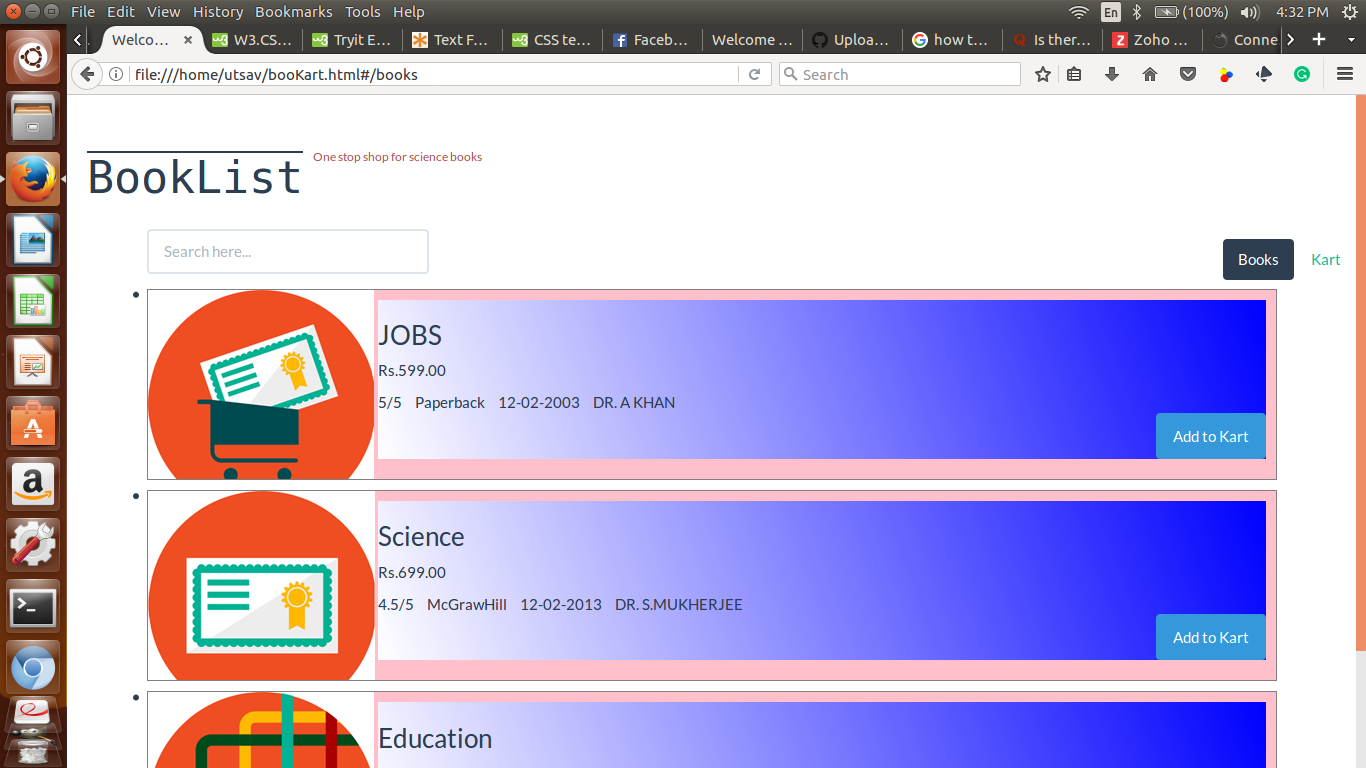 File Edit View History Bookmarks Tools Help En (100%) 4:32 PM
Welco... W3.CS... Tryit E... Text F... CSS te... Faceb... Welcome ... Uploa... how t... Is ther... Zoho ... Conne
file:///home/utsav/booKart.html#/books Search
BookList One stop shop for science books
Search here... Books Kart
JOBS
Rs.599.00
5/5 Paperback 12-02-2003 DR. A KHAN
Add to Kart
Science
Rs.699.00
4.5/5 McGrawHill 12-02-2013 DR. S.MUKHERJEE
Add to Kart
Education